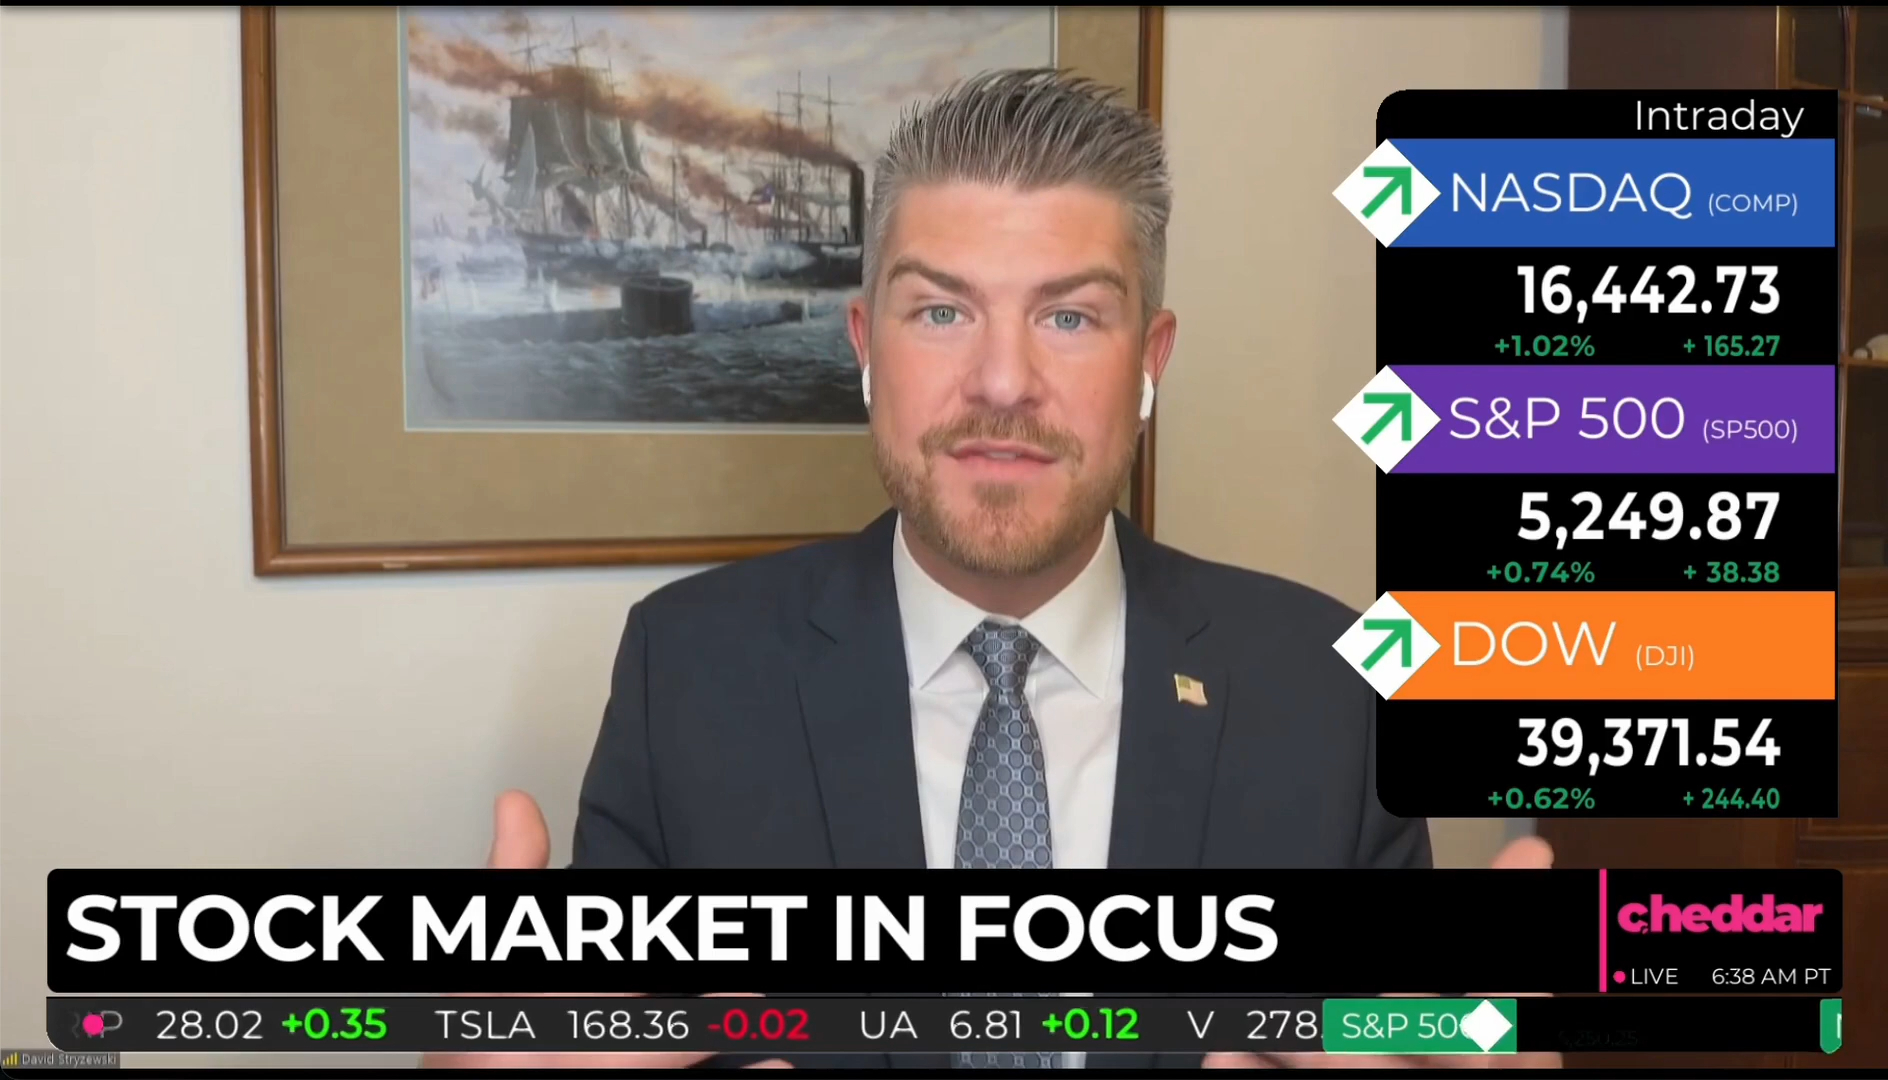 Intraday
NASDAQ (COMP)
16,442.73
+1.02% + 165.27
S&P 500 (SP500)
5,249.87
+0.74% + 38.38
DOW (DJI)
39,371.54
+0.62% + 244.40
STOCK MARKET IN FOCUS
cheddar
LIVE 6:38 AM PT
28.02 +0.35 TSLA 168.36 -0.02 UA 6.81 +0.12 V 278. S&P 500
David Stryzewski